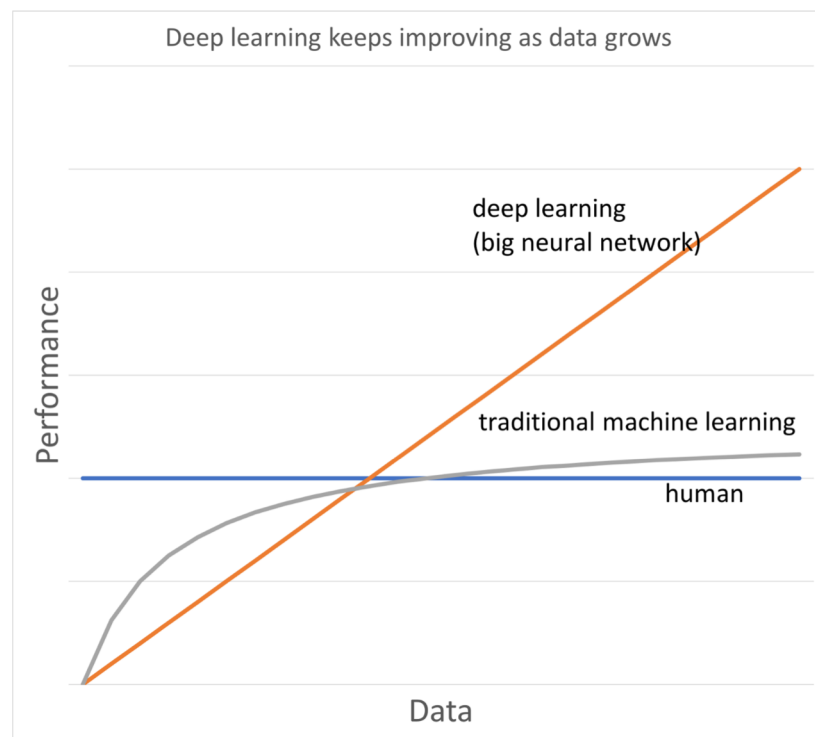 Deep learning keeps improving as data grows
deep learning
(big neural network)
Performance
traditional machine learning
human
Data